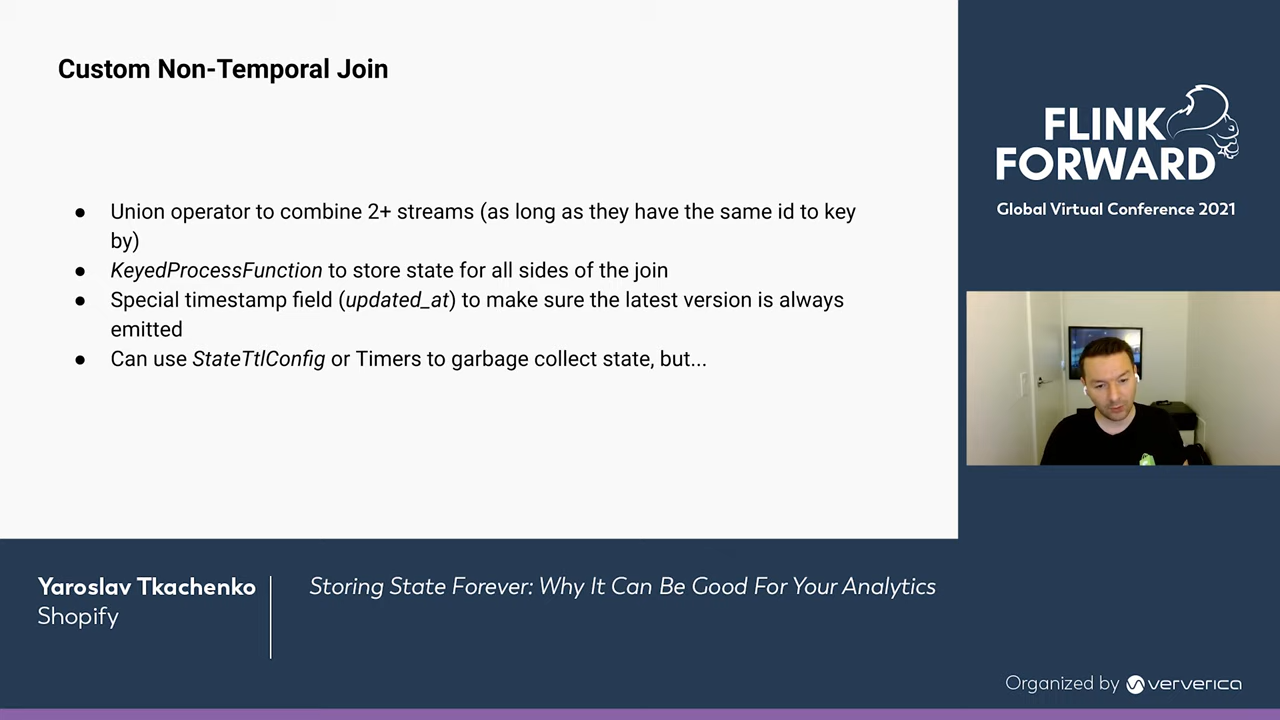 Custom Non-Temporal Join
● Union operator to combine 2+ streams (as long as they have the same id to key
by)
● KeyedProcessFunction to store state for all sides of the join
● Special timestamp field (updated_at) to make sure the latest version is always
emitted
● Can use StateTtlConfig or Timers to garbage collect state, but...
FLINK
FORWARD
Global Virtual Conference 2021
Yaroslav Tkachenko
Shopify
Storing State Forever: Why It Can Be Good For Your Analytics
Organized by ververica